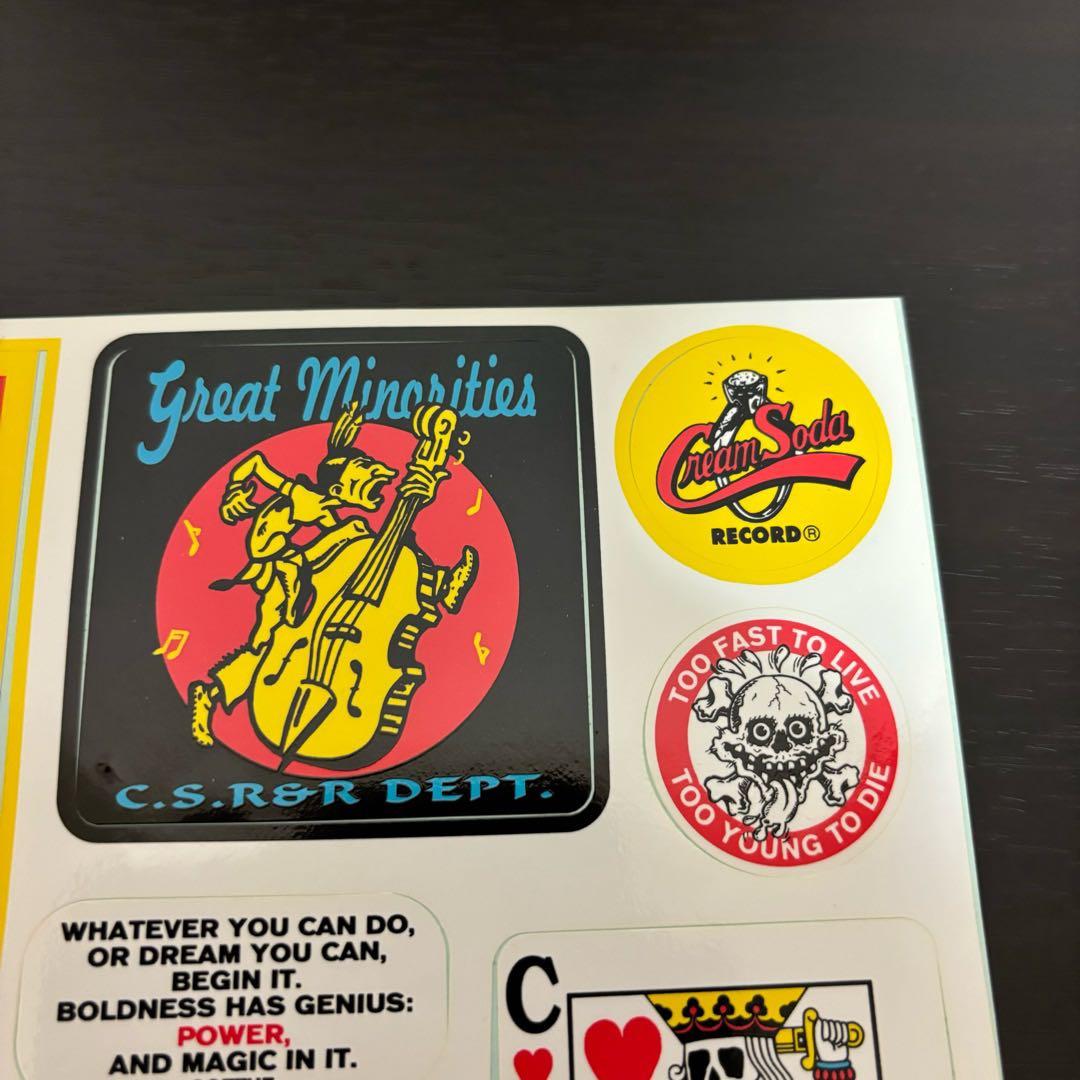 Great Minorities
C.S.R&R DEPT.
Cream Soda
RECORD®
TOO FAST TO LIVE
TOO YOUNG TO DIE
WHATEVER YOU CAN DO,
OR DREAM YOU CAN,
BEGIN IT.
BOLDNESS HAS GENIUS:
POWER,
AND MAGIC IN IT.
C